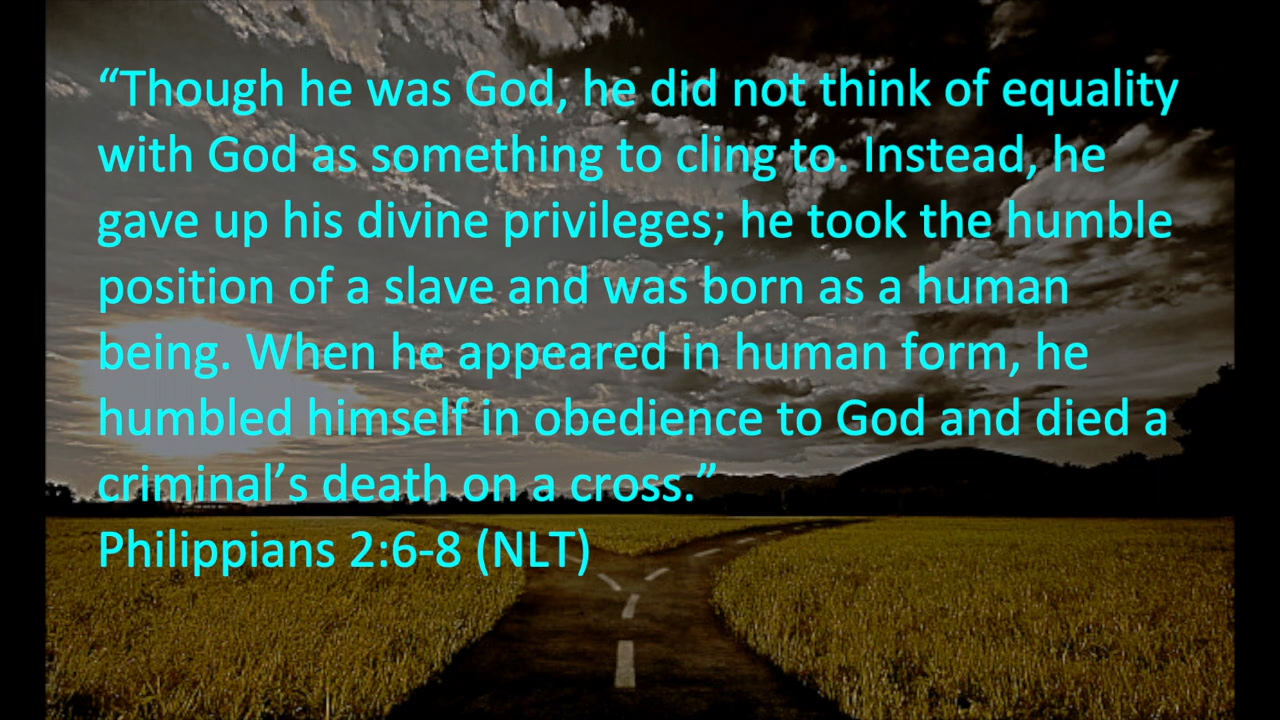 “Though he was God, he did not think of equality
with God as something to cling to. Instead, he
gave up his divine privileges; he took the humble
position of a slave and was born as a human
being. When he appeared in human form, he
humbled himself in obedience to God and died a
criminal’s death on a cross.”
Philippians 2:6-8 (NLT)